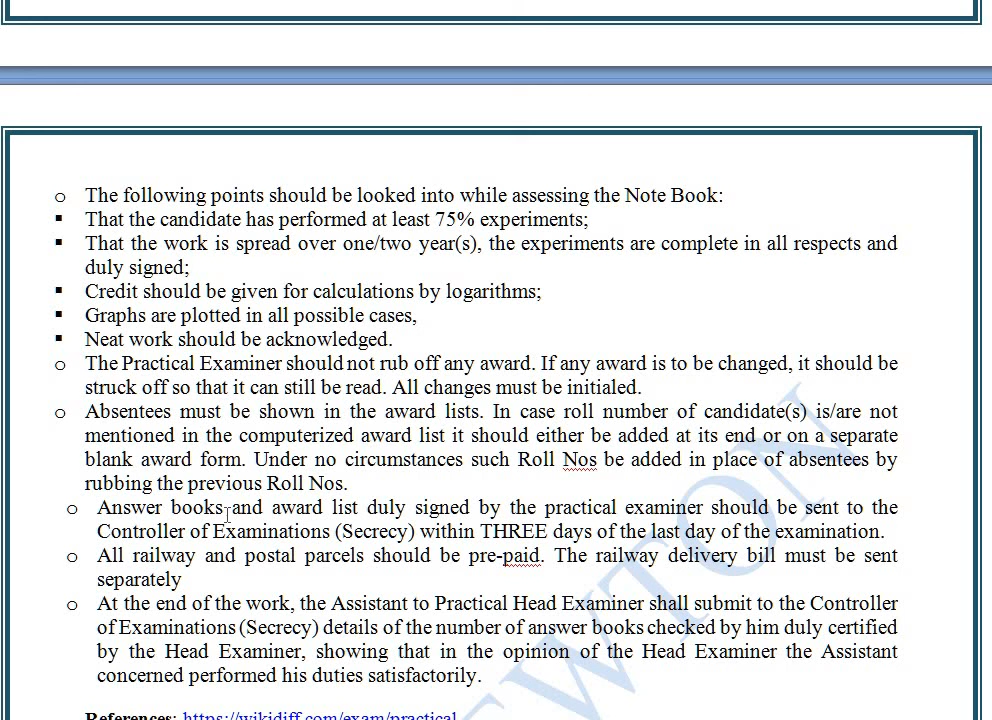 o The following points should be looked into while assessing the Note Book:
▪ That the candidate has performed at least 75% experiments;
▪ That the work is spread over one/two year(s), the experiments are complete in all respects and
duly signed;
▪ Credit should be given for calculations by logarithms;
▪ Graphs are plotted in all possible cases,
▪ Neat work should be acknowledged.
o The Practical Examiner should not rub off any award. If any award is to be changed, it should be
struck off so that it can still be read. All changes must be initialed.
o Absentees must be shown in the award lists. In case roll number of candidate(s) is/are not
mentioned in the computerized award list it should either be added at its end or on a separate
blank award form. Under no circumstances such Roll Nos be added in place of absentees by
rubbing the previous Roll Nos.
o Answer books and award list duly signed by the practical examiner should be sent to the
Controller of Examinations (Secrecy) within THREE days of the last day of the examination.
o All railway and postal parcels should be pre-paid. The railway delivery bill must be sent
separately
o At the end of the work, the Assistant to Practical Head Examiner shall submit to the Controller
of Examinations (Secrecy) details of the number of answer books checked by him duly certified
by the Head Examiner, showing that in the opinion of the Head Examiner the Assistant
concerned performed his duties satisfactorily.
References: https://wikidiff.com/exam/practical
EWTON